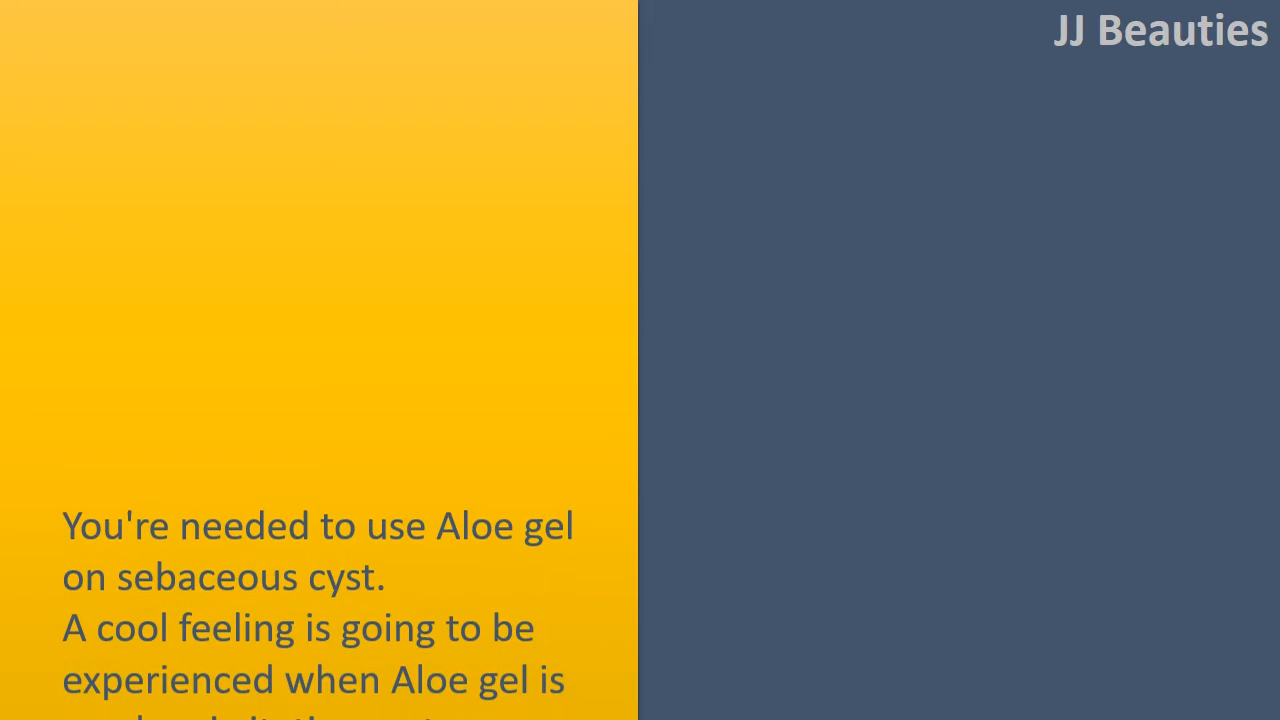 JJ Beauties
You're needed to use Aloe gel
on sebaceous cyst.
A cool feeling is going to be
experienced when Aloe gel is